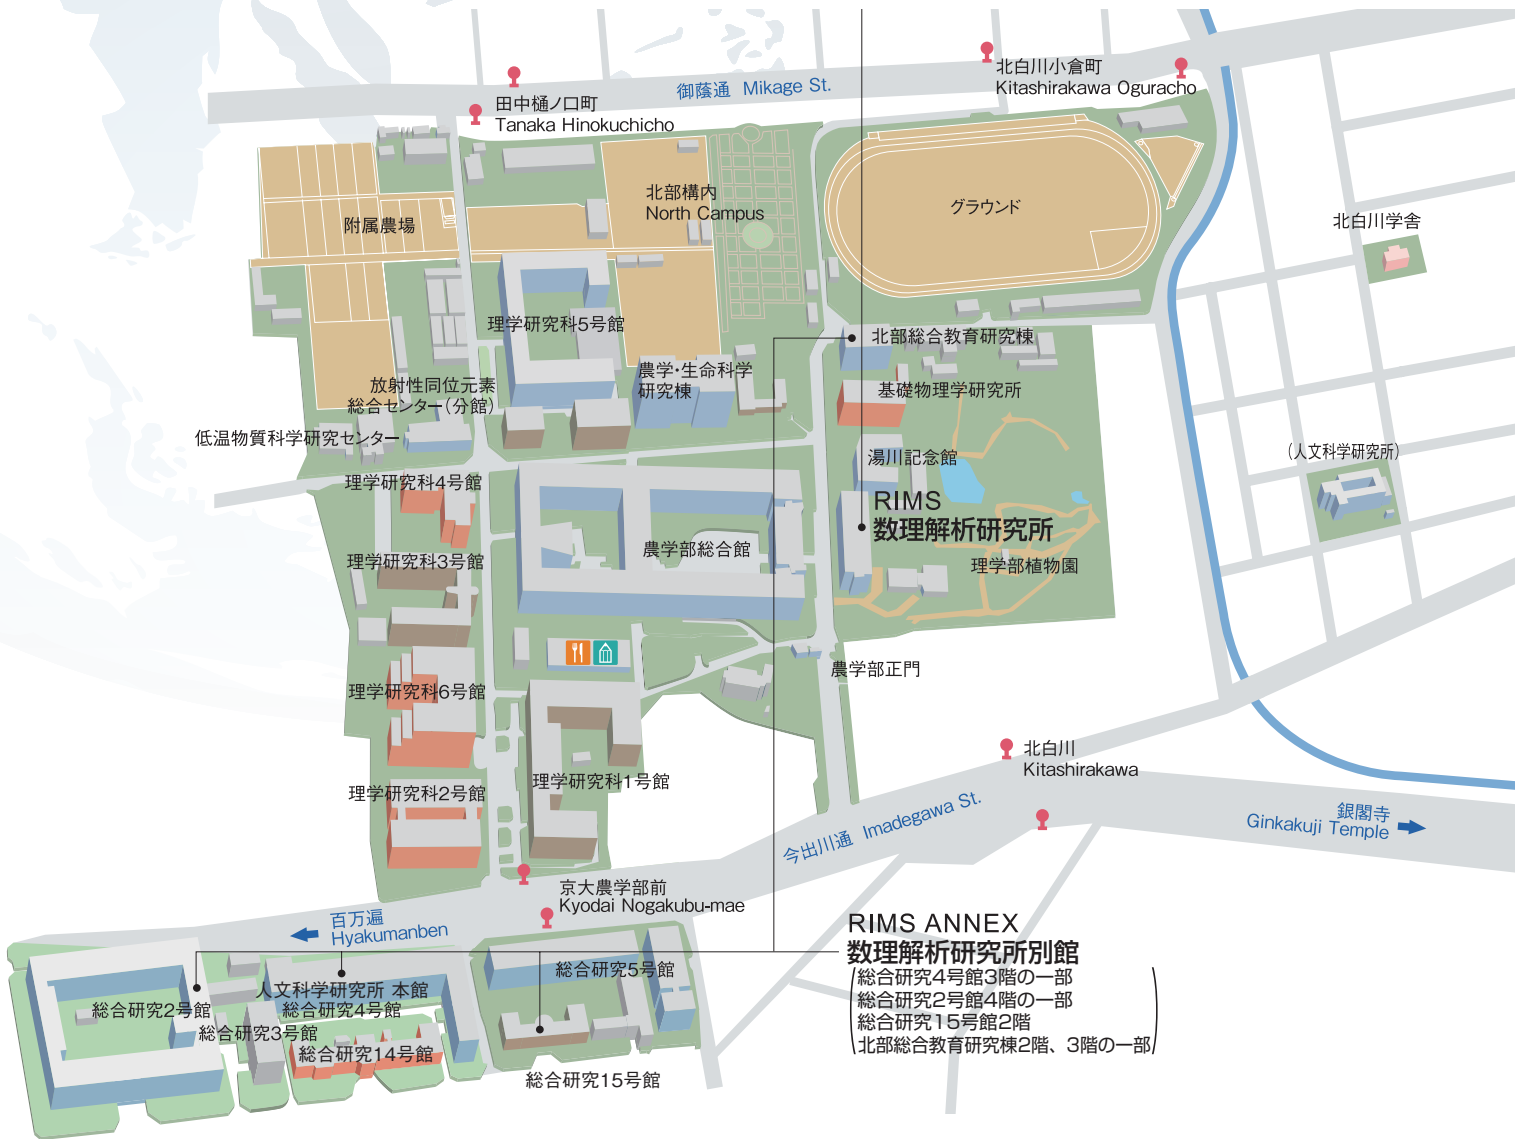 御蔭通 Mikage St.
北白川小倉町
Kitashirakawa Oguracho
田中樋ノ口町
Tanaka Hinokuchicho
北部構内
North Campus
グラウンド
附属農場
北白川学舎
理学研究科5号館
北部総合教育研究棟
農学・生命科学
研究棟
放射性同位元素
総合センター(分館)
基礎物理学研究所
低温物質科学研究センター
湯川記念館
(人文科学研究所)
理学研究科4号館
RIMS
数理解析研究所
農学部総合館
理学研究科3号館
理学部植物園
農学部正門
理学研究科6号館
北白川
Kitashirakawa
理学研究科1号館
理学研究科2号館
今出川通 Imadegawa St.
銀閣寺
Ginkakuji Temple
京大農学部前
Kyodai Nogakubu-mae
百万遍
Hyakumanben
RIMS ANNEX
数理解析研究所別館
(総合研究4号館3階の一部
総合研究2号館4階の一部
総合研究15号館2階
北部総合教育研究棟2階、3階の一部)
総合研究5号館
人文科学研究所 本館
総合研究2号館
総合研究4号館
総合研究3号館
総合研究14号館
総合研究15号館